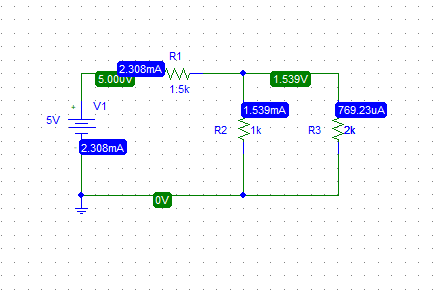 R1
2.308mA
5.000V
1.539V
1:5k
V1
5V
1.539mA
769.23uA
R2
1k
R3
2k
2.308mA
0V